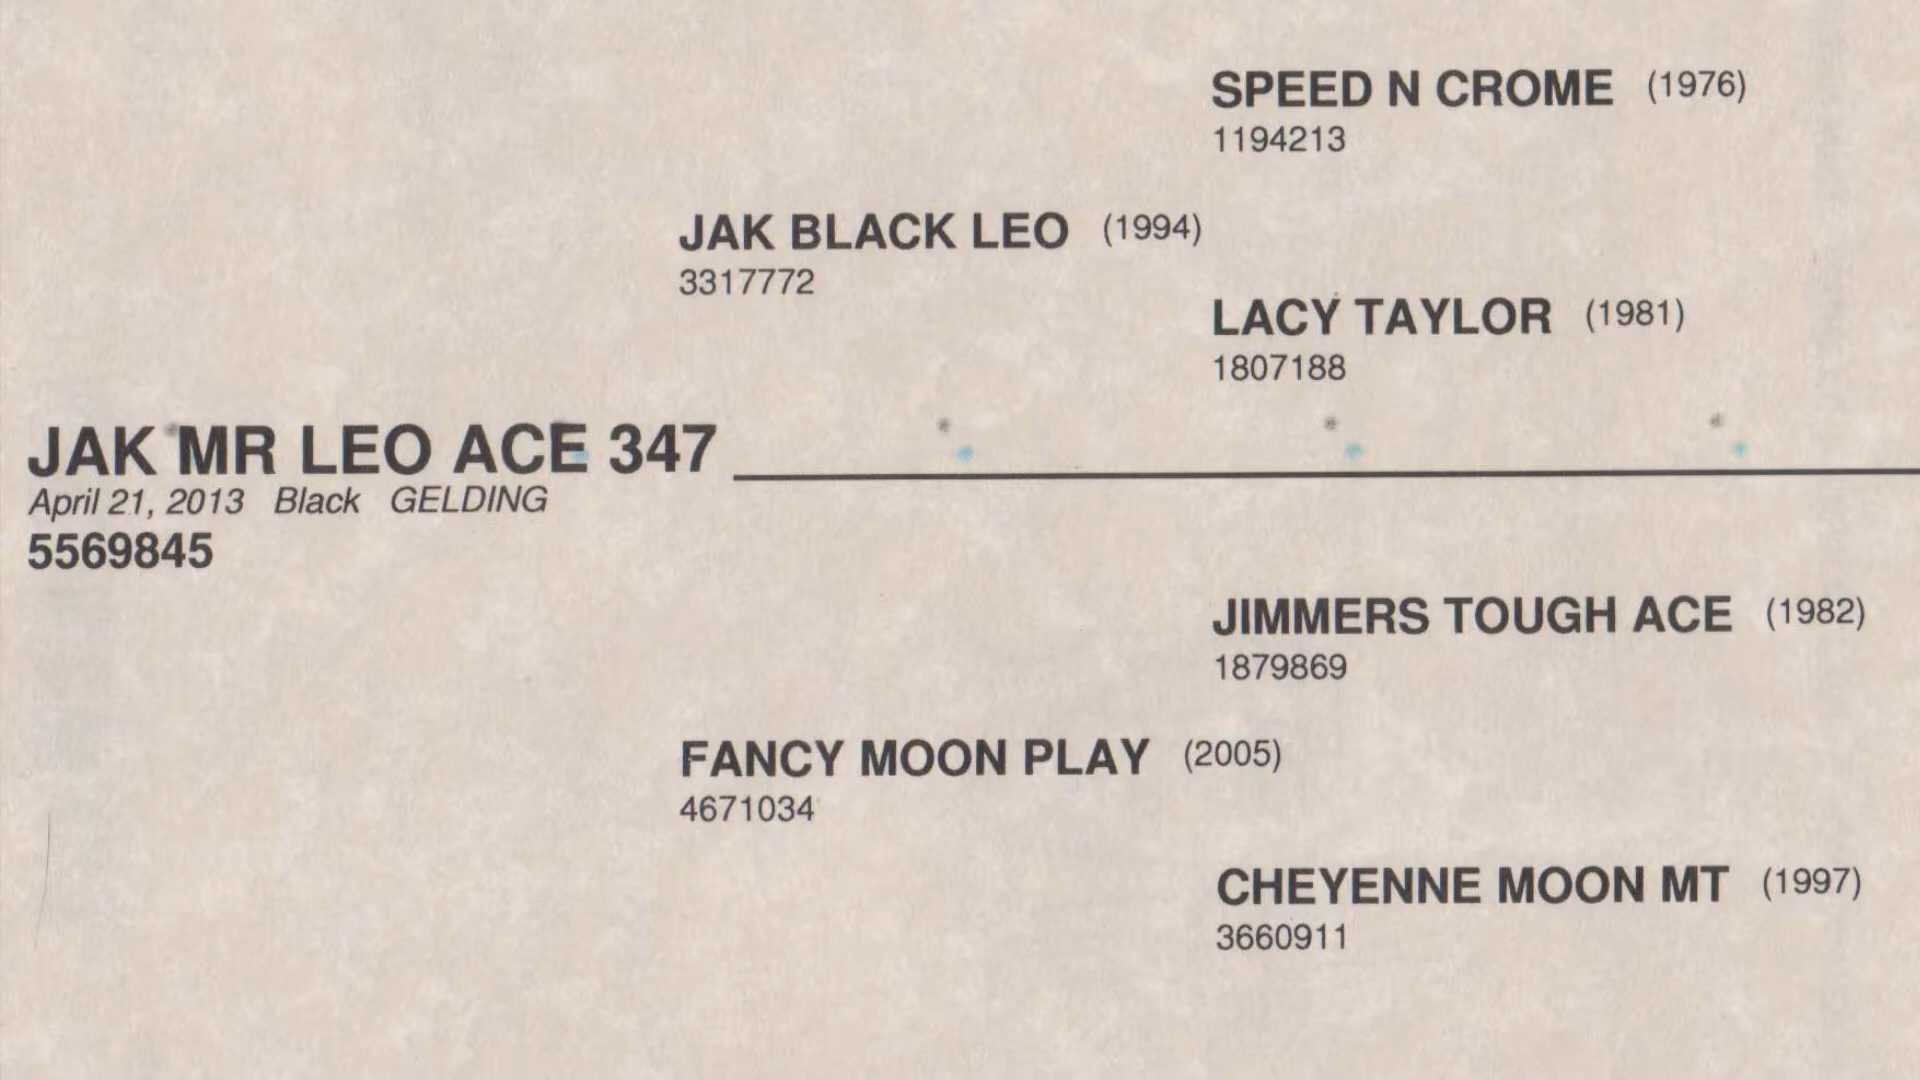 SPEED N CROME (1976)
1194213
JAK BLACK LEO (1994)
3317772
LACY TAYLOR (1981)
1807188
JAK MR LEO ACE 347
April 21, 2013 Black GELDING
5569845
JIMMERS TOUGH ACE (1982)
1879869
FANCY MOON PLAY (2005)
4671034
CHEYENNE MOON MT (1997)
3660911